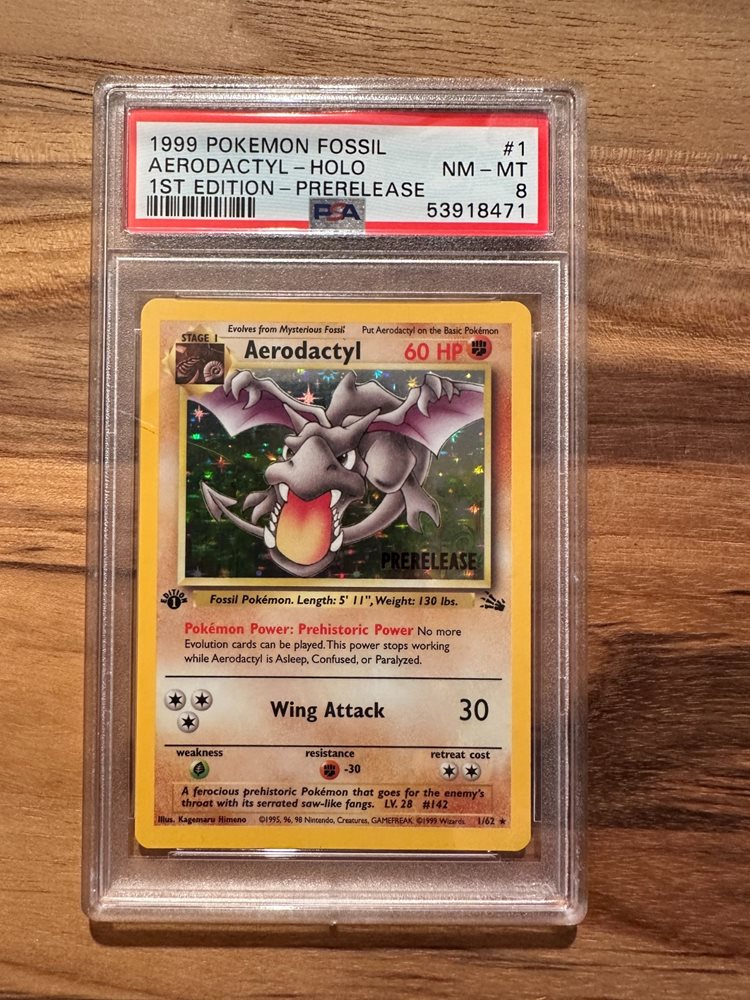 1999 POKEMON FOSSIL #1
AERODACTYL-HOLO NM-MT
1ST EDITION-PRERELEASE 8
PSA 53918471
Evolves from Mysterious Fossil Put Aerodactyl on the Basic Pokémon
STAGE 1
Aerodactyl 60 HP
PRERELEASE
EDITION
1
Fossil Pokémon. Length: 5' 11", Weight: 130 lbs.
Pokémon Power: Prehistoric Power No more
Evolution cards can be played. This power stops working
while Aerodactyl is Asleep, Confused, or Paralyzed.
Wing Attack 30
weakness resistance retreat cost
-30
A ferocious prehistoric Pokémon that goes for the enemy's
throat with its serrated saw-like fangs. LV. 28 #142
Illus. Kagemaru Himeno ©1995, 96, 98 Nintendo, Creatures, GAMEFREAK. ©1999 Wizards. 1/62 ★